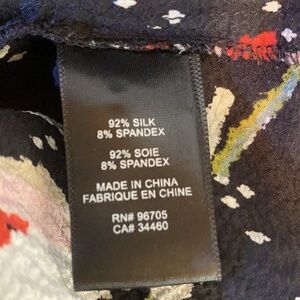 92% SILK
8% SPANDEX
92% SOIE
8% SPANDEX
MADE IN CHINA
FABRIQUE EN CHINE
RN# 96705
CA# 34460